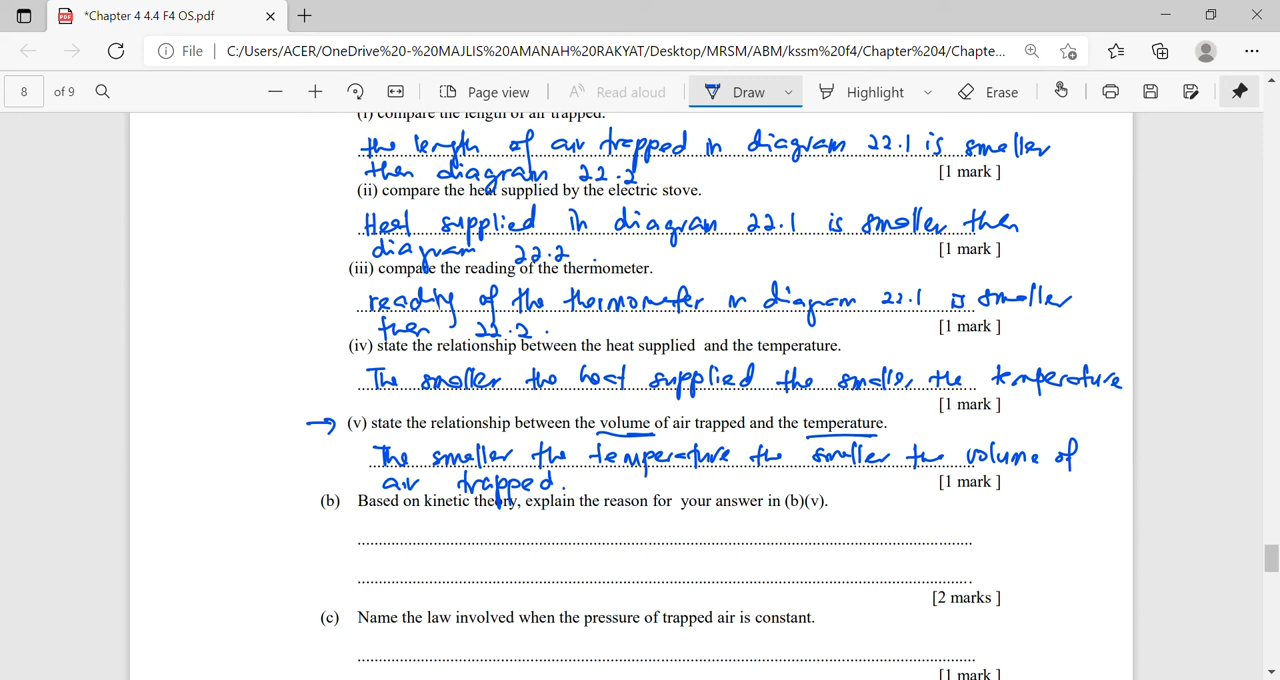 *Chapter 4 4.4 F4 OS.pdf
File C:/Users/ACER/OneDrive%20-%20MAJLIS%20AMANAH%20RAKYAT/Desktop/MRSM/ABM/kssm%20f4/Chapter%204/Chapte...
8 of 9 Page view Read aloud Draw Highlight Erase
(i) compare the length of air trapped.
the length of air trapped in diagram 22.1 is smaller
then diagram 22.2
[1 mark ]
(ii) compare the heat supplied by the electric stove.
Heat supplied in diagram 22.1 is smaller then
diagram 22.2.
[1 mark ]
(iii) compare the reading of the thermometer.
reading of the thermometer in diagram 22.1 is smaller
then 22.2.
[1 mark ]
(iv) state the relationship between the heat supplied and the temperature.
The smaller the heat supplied the smaller the temperature
[1 mark ]
→ (v) state the relationship between the volume of air trapped and the temperature.
The smaller the temperature the smaller the volume of
air trapped.
[1 mark ]
(b) Based on kinetic theory, explain the reason for your answer in (b)(v).
[2 marks ]
(c) Name the law involved when the pressure of trapped air is constant.
[1 mark ]